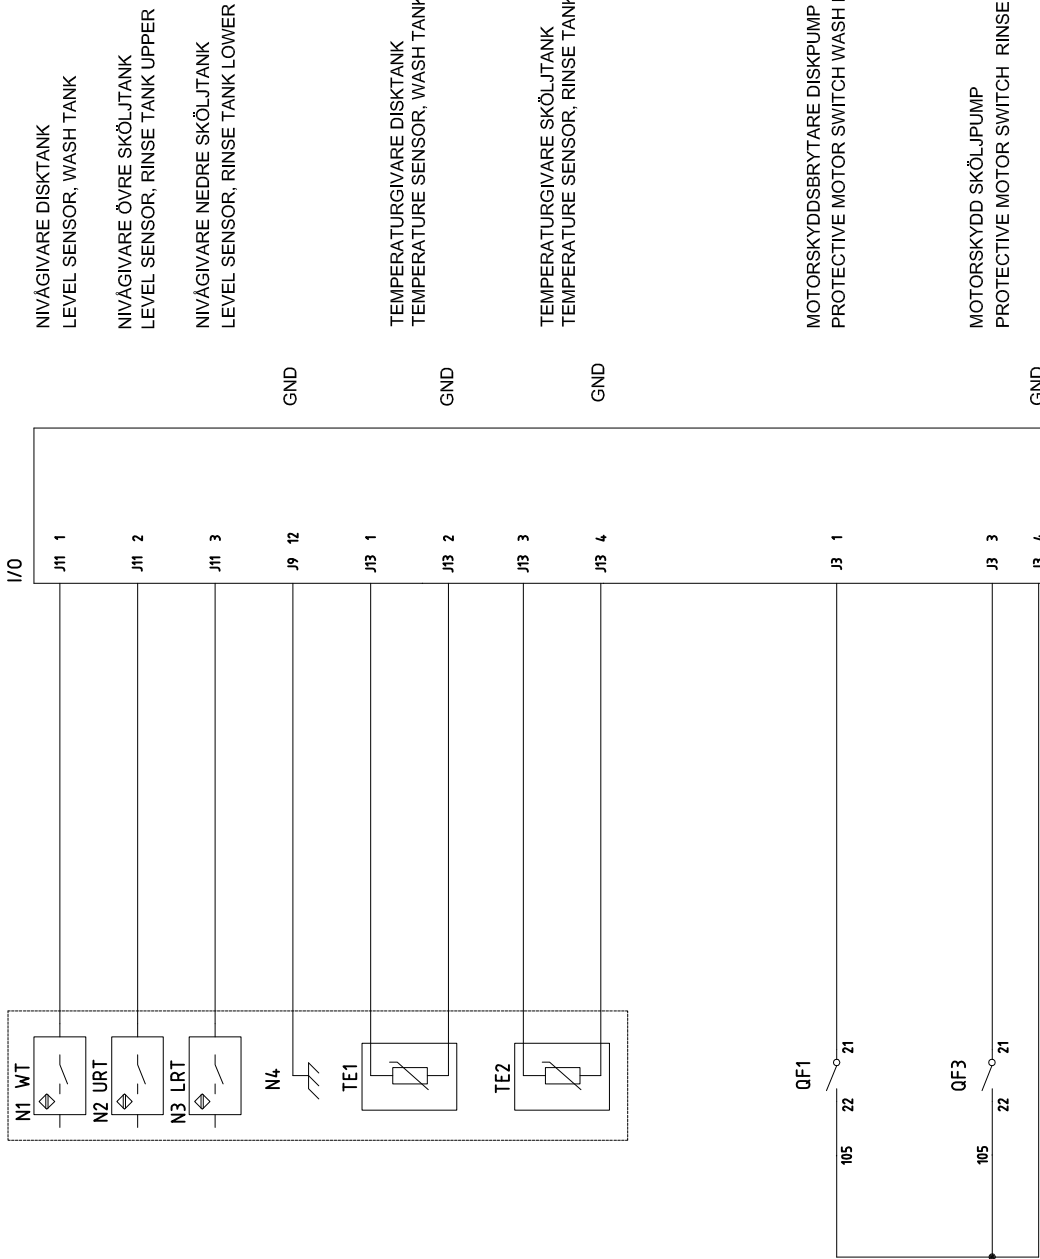 NIVÅGIVARE DISKTANK
LEVEL SENSOR, WASH TANK
NIVÅGIVARE ÖVRE SKÖLJTANK
LEVEL SENSOR, RINSE TANK UPPER
NIVÅGIVARE NEDRE SKÖLJTANK
LEVEL SENSOR, RINSE TANK LOWER
GND
TEMPERATURGIVARE DISKTANK
TEMPERATURE SENSOR, WASH TANK
GND
TEMPERATURGIVARE SKÖLJTANK
TEMPERATURE SENSOR, RINSE TANK
GND
MOTORSKYDDSBRYTARE DISKPUMP
PROTECTIVE MOTOR SWITCH WASH
MOTORSKYDD SKÖLJPUMP
PROTECTIVE MOTOR SWITCH RINSE
GND
I/O
J11 1
J11 2
J11 3
J9 12
J13 1
J13 2
J13 3
J13 4
J3 1
J3 3
J3 4
N1 WT
N2 URT
N3 LRT
N4
TE1
TE2
QF1
21
22
105
QF3
21
22
105